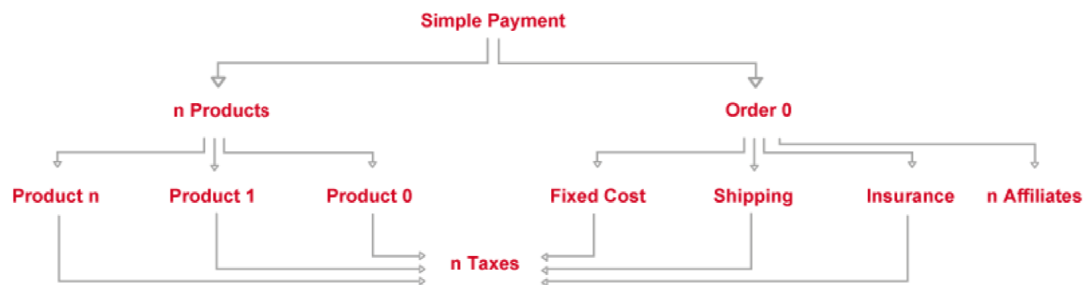 Simple Payment
n Products
Order 0
Product n
Product 1
Product 0
Fixed Cost
Shipping
Insurance
n Affiliates
n Taxes